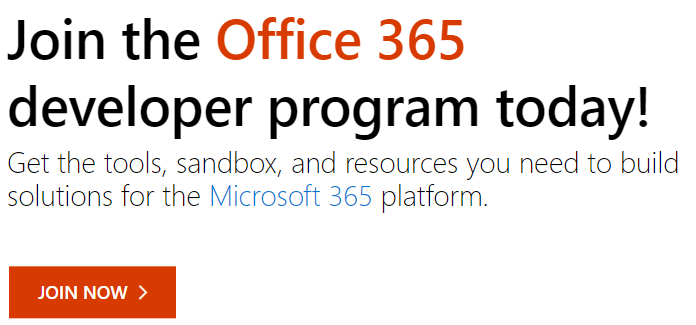 Join the Office 365
developer program today!
Get the tools, sandbox, and resources you need to build
solutions for the Microsoft 365 platform.
JOIN NOW